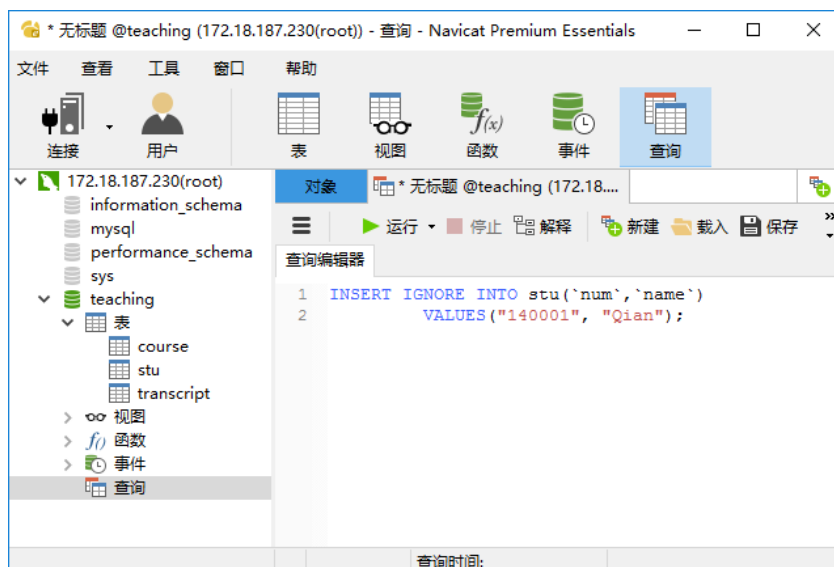 * 无标题 @teaching (172.18.187.230(root)) - 查询 - Navicat Premium Essentials
文件 查看 工具 窗口 帮助
连接 用户 表 视图 函数 事件 查询
172.18.187.230(root)
information_schema
mysql
performance_schema
sys
teaching
表
course
stu
transcript
视图
f() 函数
事件
查询
对象 * 无标题 @teaching (172.18....
运行 停止 解释 新建 载入 保存
查询编辑器
1 INSERT IGNORE INTO stu(`num`,`name`)
2 VALUES("140001", "Qian");
查询时间: